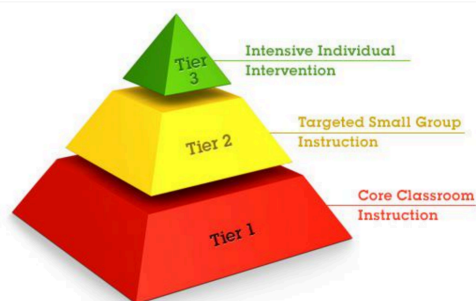 Tier
3
Intensive Individual
Intervention
Tier 2
Targeted Small Group
Instruction
Tier 1
Core Classroom
Instruction